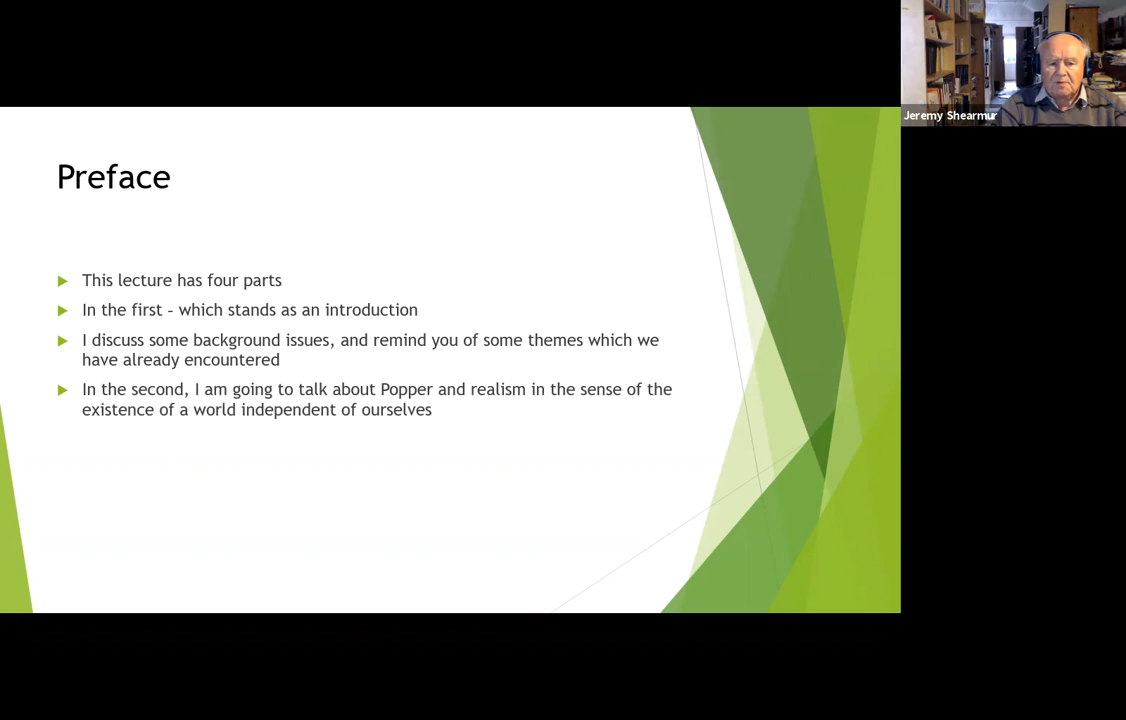 Jeremy Shearmur
Preface
This lecture has four parts
In the first – which stands as an introduction
I discuss some background issues, and remind you of some themes which we
have already encountered
In the second, I am going to talk about Popper and realism in the sense of the
existence of a world independent of ourselves